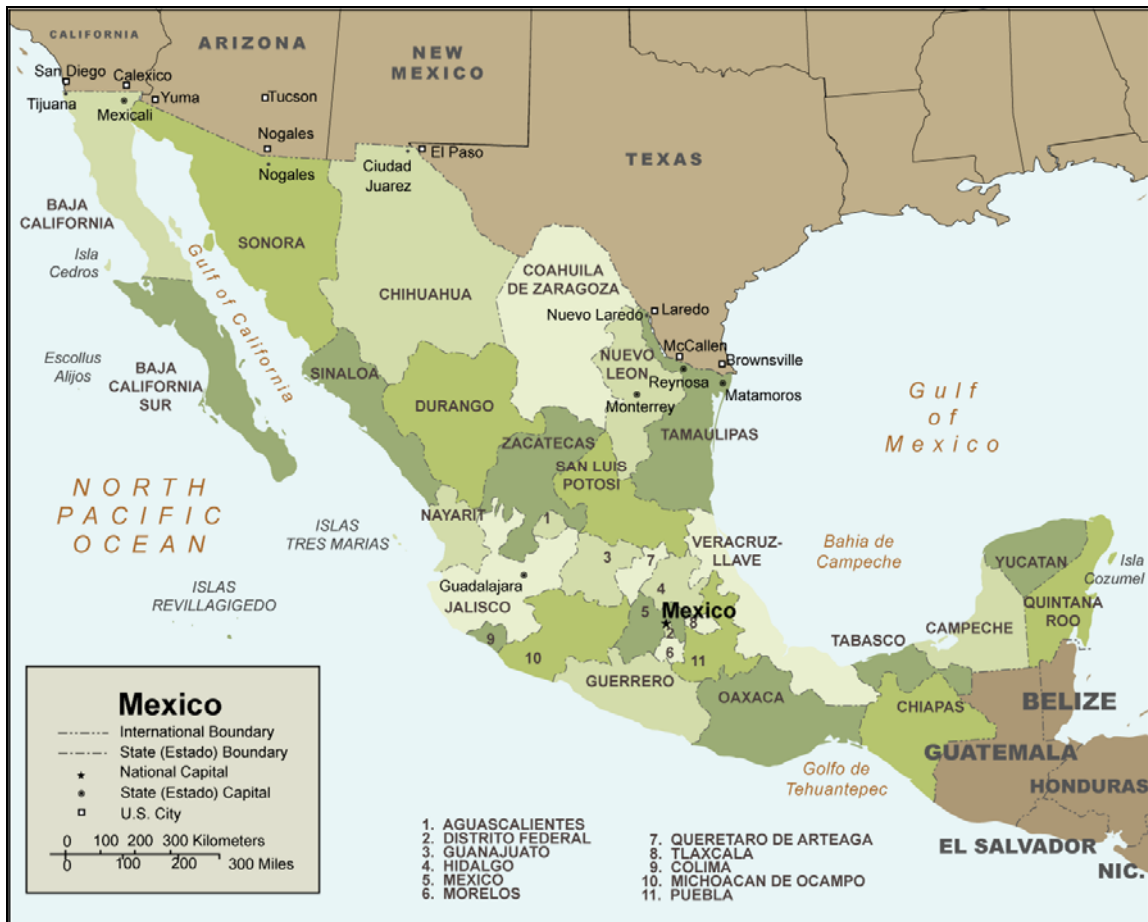 CALIFORNIA
ARIZONA
NEW
MEXICO
TEXAS
San Diego
Calexico
Yuma
Tucson
Tijuana
Mexicali
Nogales
Nogales
El Paso
Ciudad
Juarez
BAJA
CALIFORNIA
Isla
Cedros
SONORA
Gulf of California
CHIHUAHUA
COAHUILA
DE ZARAGOZA
Nuevo Laredo
Laredo
McCallen
Brownsville
NUEVO
LEON
Reynosa
Matamoros
Monterrey
Escollus
Alijos
BAJA
CALIFORNIA
SUR
SINALOA
DURANGO
ZACATECAS
TAMAULIPAS
SAN LUIS
POTOSI
Gulf
of
Mexico
NORTH
PACIFIC
OCEAN
ISLAS
TRES MARIAS
ISLAS
REVILLAGIGEDO
NAYARIT
1
3
7
4
VERACRUZ-
LLAVE
Bahia de
Campeche
YUCATAN
Isla
Cozumel
QUINTANA
ROO
Guadalajara
JALISCO
5
Mexico
8
2
6
9
10
11
GUERRERO
OAXACA
TABASCO
CAMPECHE
CHIAPAS
BELIZE
GUATEMALA
HONDURAS
EL SALVADOR
NIC.
Golfo de
Tehuantepec
Mexico
International Boundary
State (Estado) Boundary
National Capital
State (Estado) Capital
U.S. City
0 100 200 300 Kilometers
0 100 200 300 Miles
1. AGUASCALIENTES
2. DISTRITO FEDERAL
3. GUANAJUATO
4. HIDALGO
5. MEXICO
6. MORELOS
7. QUERETARO DE ARTEAGA
8. TLAXCALA
9. COLIMA
10. MICHOACAN DE OCAMPO
11. PUEBLA